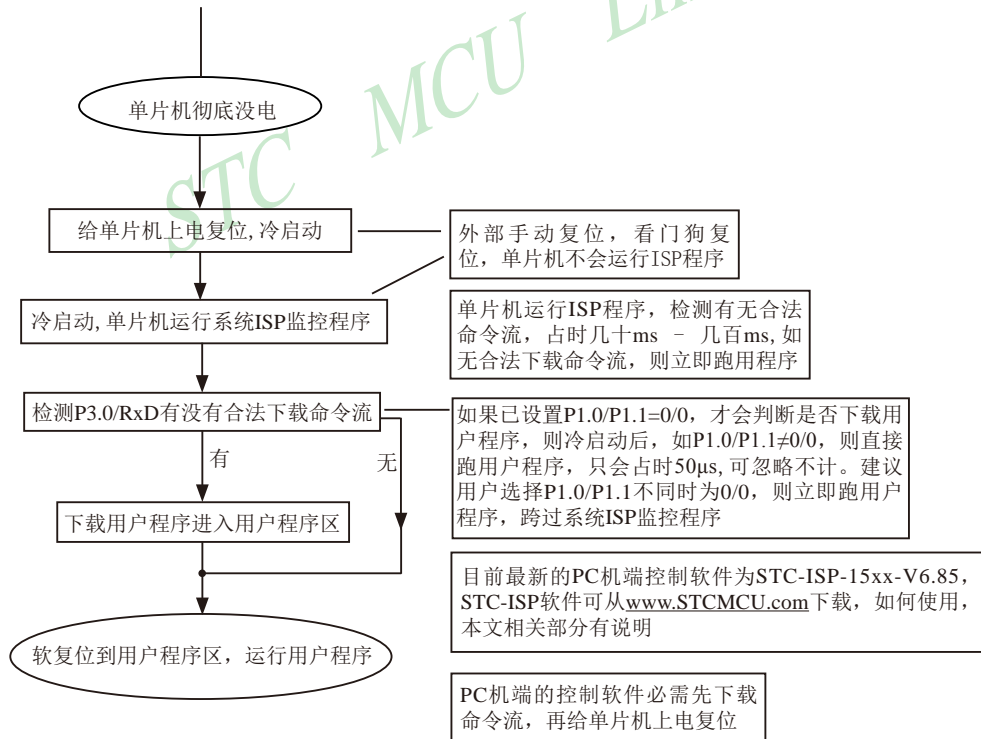 STC MCU
单片机彻底没电
给单片机上电复位,冷启动
外部手动复位，看门狗复
位，单片机不会运行ISP程序
冷启动,单片机运行系统ISP监控程序
单片机运行ISP程序，检测有无合法
命令流，占时几十ms - 几百ms,如
无合法下载命令流，则立即跑用程序
检测P3.0/RxD有没有合法下载命令流
如果已设置P1.0/P1.1=0/0，才会判断是否下载用
户程序，则冷启动后，如P1.0/P1.1≠0/0，则直接
跑用户程序，只会占时50μs,可忽略不计。建议
用户选择P1.0/P1.1不同时为0/0，则立即跑用户
程序，跨过系统ISP监控程序
有
无
下载用户程序进入用户程序区
目前最新的PC机端控制软件为STC-ISP-15xx-V6.85，
STC-ISP软件可从www.STCMCU.com下载，如何使用，
本文相关部分有说明
软复位到用户程序区，运行用户程序
PC机端的控制软件必需先下载
命令流，再给单片机上电复位